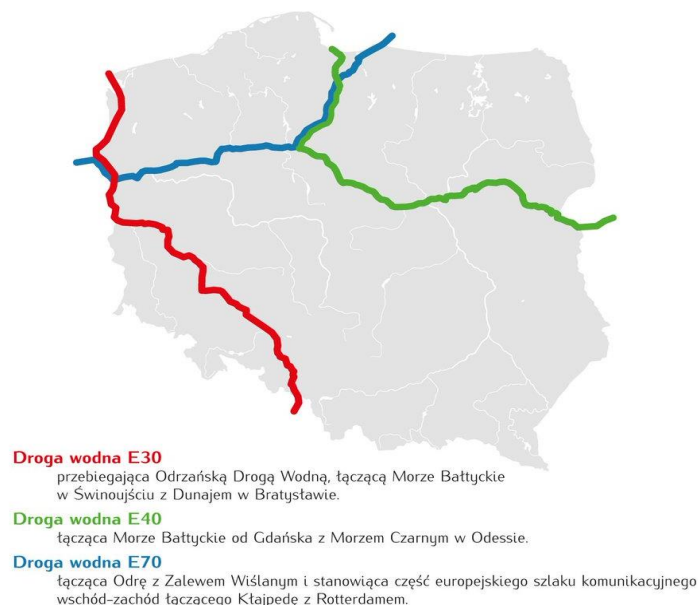 Droga wodna E30
przebiegająca Odrzańską Drogą Wodną, łączącą Morze Bałtyckie
w Świnoujściu z Dunajem w Bratysławie.
Droga wodna E40
łącząca Morze Bałtyckie od Gdańska z Morzem Czarnym w Odessie.
Droga wodna E70
łącząca Odrę z Zalewem Wiślanym i stanowiąca część europejskiego szlaku komunikacyjnego
wschód-zachód łączącego Kłajpedę z Rotterdamem.